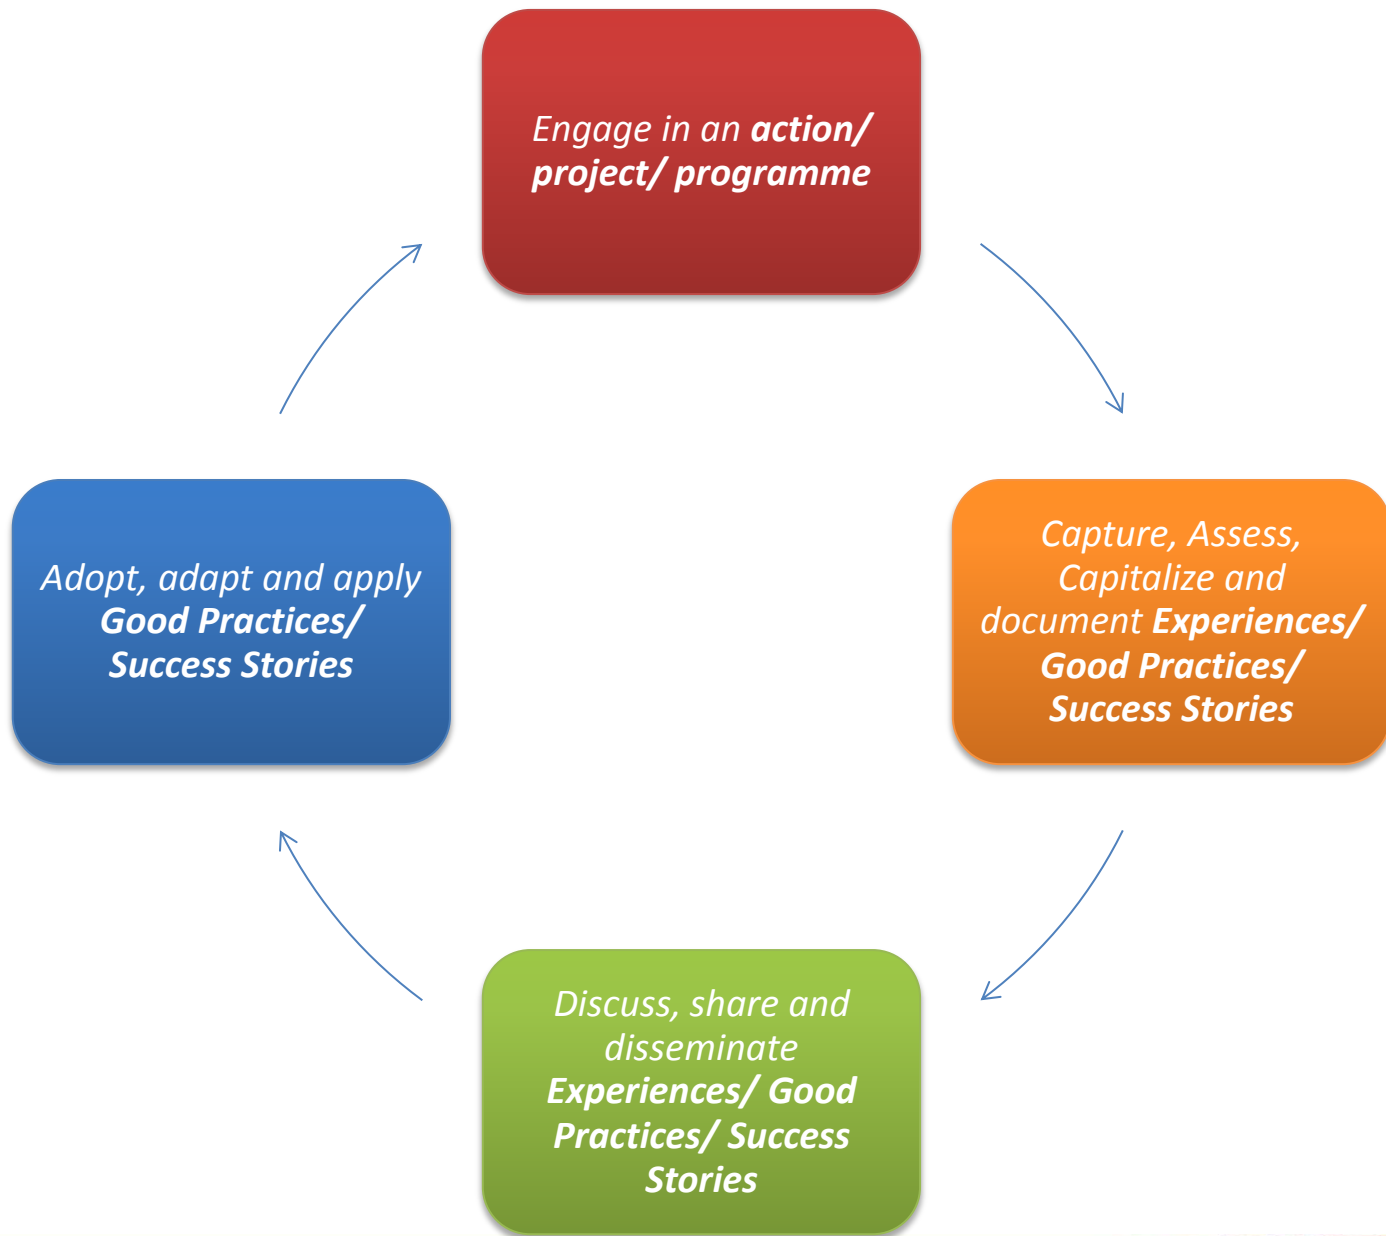 Engage in an action/
project/ programme
Capture, Assess,
Capitalize and
document Experiences/
Good Practices/
Success Stories
Discuss, share and
disseminate
Experiences/ Good
Practices/ Success
Stories
Adopt, adapt and apply
Good Practices/
Success Stories